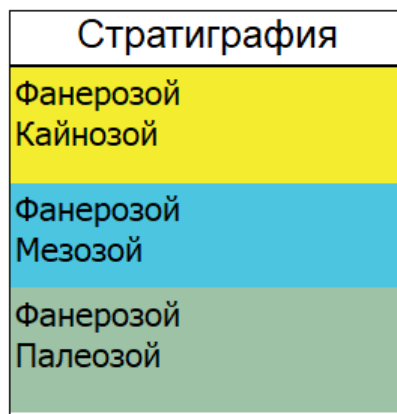 Стратиграфия
Фанерозой
Кайнозой
Фанерозой
Мезозой
Фанерозой
Палеозой